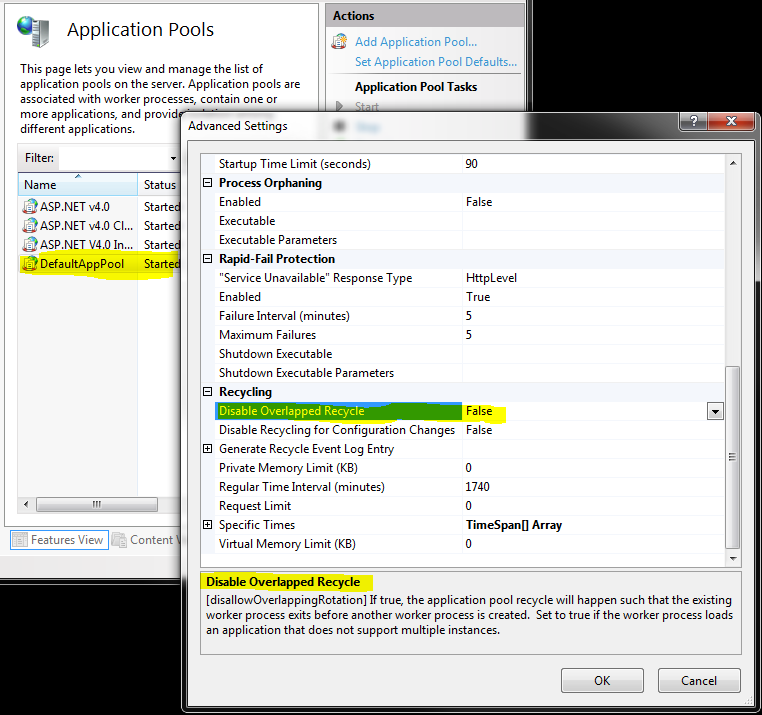 Application Pools
This page lets you view and manage the list of
application pools on the server. Application pools are
associated with worker processes, contain one or
more applications, and provide
different applications.
Filter:
Name Status
ASP.NET v4.0 Started
ASP.NET v4.0 Cl... Started
ASP.NET V4.0 In... Started
DefaultAppPool Started
Features View Content V
Actions
Add Application Pool...
Set Application Pool Defaults...
Application Pool Tasks
Start
Stop
Advanced Settings
Startup Time Limit (seconds) 90
Process Orphaning
Enabled False
Executable
Executable Parameters
Rapid-Fail Protection
"Service Unavailable" Response Type HttpLevel
Enabled True
Failure Interval (minutes) 5
Maximum Failures 5
Shutdown Executable
Shutdown Executable Parameters
Recycling
Disable Overlapped Recycle False
Disable Recycling for Configuration Changes False
Generate Recycle Event Log Entry
Private Memory Limit (KB) 0
Regular Time Interval (minutes) 1740
Request Limit 0
Specific Times TimeSpan[] Array
Virtual Memory Limit (KB) 0
Disable Overlapped Recycle
[disallowOverlappingRotation] If true, the application pool recycle will happen such that the existing
worker process exits before another worker process is created. Set to true if the worker process loads
an application that does not support multiple instances.
OK Cancel